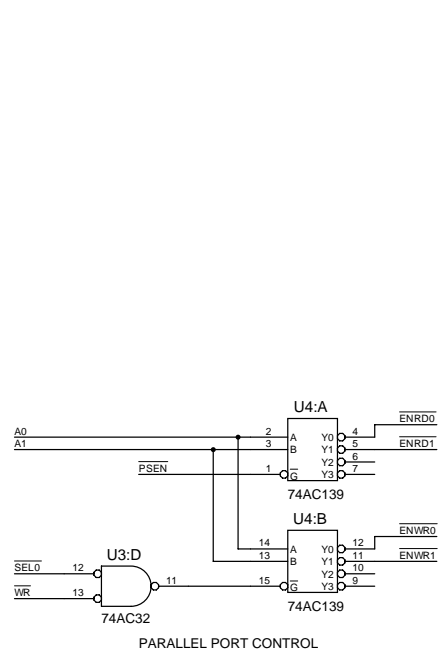 U4:A
ENRD0
A0 2 A Y0 4
A1 3 B Y1 5 ENRD1
Y2 6
PSEN 1 G Y3 7
74AC139
U4:B
ENWR0
14 A Y0 12
13 B Y1 11 ENWR1
U3:D
SEL0 12 Y2 10
11 15 G Y3 9
WR 13
74AC139
74AC32
PARALLEL PORT CONTROL